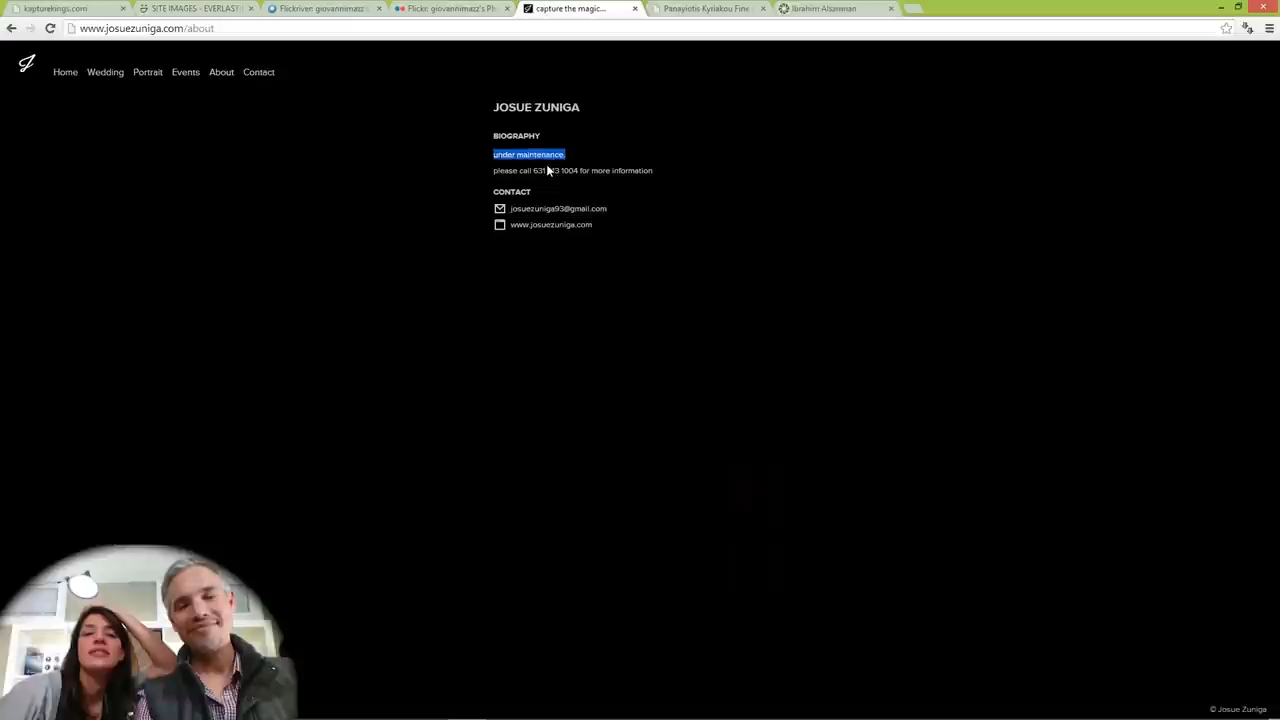 kapturekings.com
SITE IMAGES - EVERLAST
Flickriver: giovannimazz's
Flickr: giovannimazz's Ph
capture the magic...
Panayiotis Kyriakou Fine
Ibrahim Alsamnan
www.josuezuniga.com/about
Home Wedding Portrait Events About Contact
JOSUE ZUNIGA
BIOGRAPHY
under maintenance.
please call 1004 for more information
CONTACT
josuezuniga93@gmail.com
www.josuezuniga.com
© Josue Zuniga